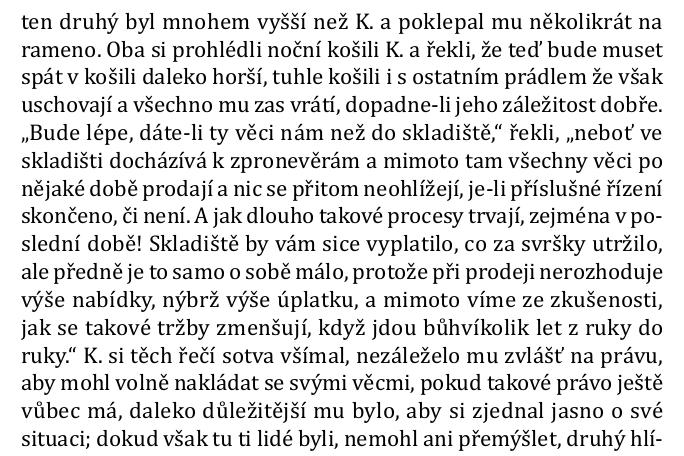 ten druhý byl mnohem vyšší než K. a poklepal mu několikrát na
rameno. Oba si prohlédli noční košili K. a řekli, že teď bude muset
spát v košili daleko horší, tuhle košili i s ostatním prádlem že však
uschovají a všechno mu zas vrátí, dopadne-li jeho záležitost dobře.
„Bude lépe, dáte-li ty věci nám než do skladiště,“ řekli, „neboť ve
skladišti docházívá k zpronevěrám a mimoto tam všechny věci po
nějaké době prodají a nic se přitom neohlížejí, je-li příslušné řízení
skončeno, či není. A jak dlouho takové procesy trvají, zejména v po-
slední době! Skladiště by vám sice vyplatilo, co za svršky utržilo,
ale předně je to samo o sobě málo, protože při prodeji nerozhoduje
výše nabídky, nýbrž výše úplatku, a mimoto víme ze zkušenosti,
jak se takové tržby zmenšují, když jdou bůhvíkolik let z ruky do
ruky.“ K. si těch řečí sotva všímal, nezáleželo mu zvlášť na právu,
aby mohl volně nakládat se svými věcmi, pokud takové právo ještě
vůbec má, daleko důležitější mu bylo, aby si zjednal jasno o své
situaci; dokud však tu ti lidé byli, nemohl ani přemýšlet, druhý hlí-